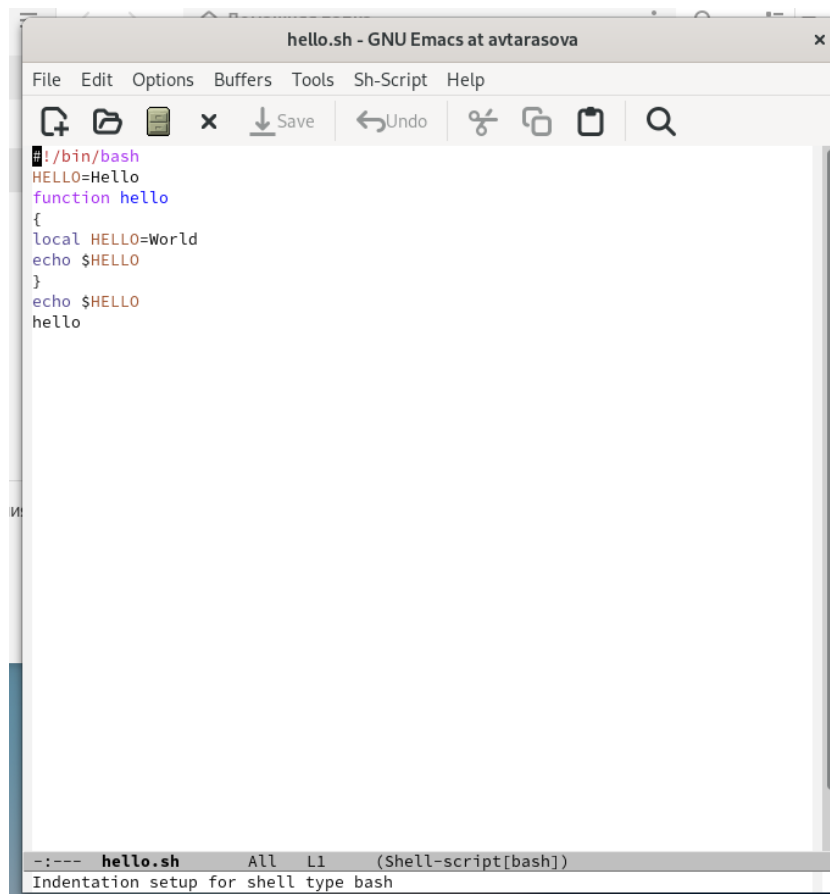 hello.sh - GNU Emacs at avtarasova
File Edit Options Buffers Tools Sh-Script Help
Save Undo
#!/bin/bash
HELLO=Hello
function hello
{
local HELLO=World
echo $HELLO
}
echo $HELLO
hello
-:--- hello.sh All L1 (Shell-script[bash])
Indentation setup for shell type bash